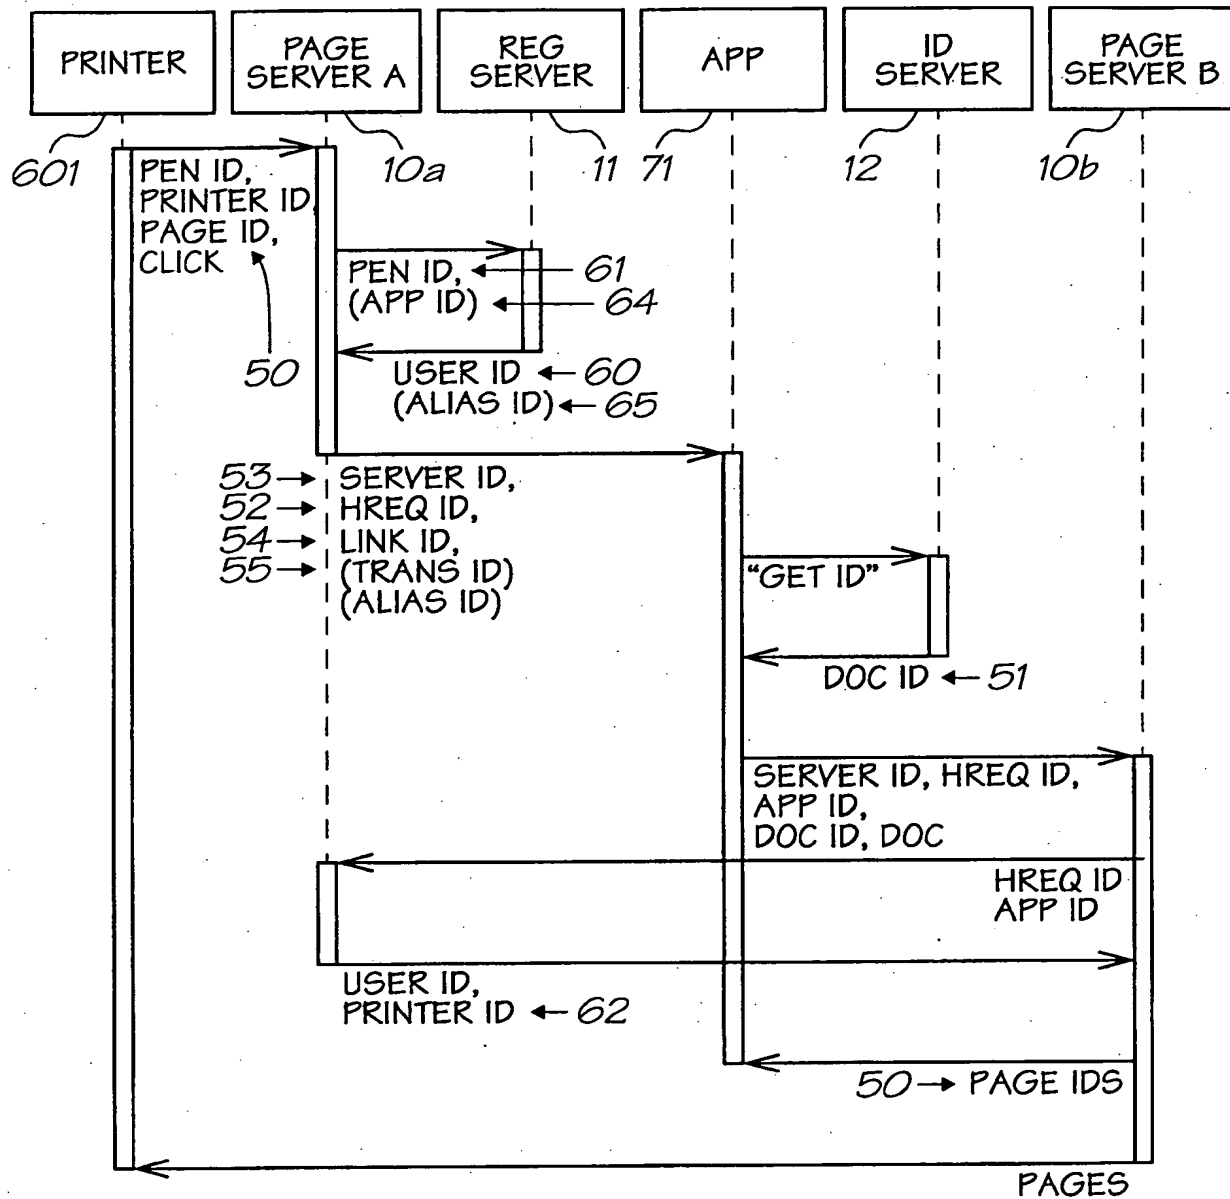 PRINTER
PAGE
SERVER A
REG
SERVER
APP
ID
SERVER
PAGE
SERVER B
601
10a
11
71
12
10b
PEN ID,
PRINTER ID,
PAGE ID,
CLICK
50
PEN ID,
61
(APP ID)
64
USER ID
60
(ALIAS ID)
65
53
SERVER ID,
52
HREQ ID,
54
LINK ID,
55
(TRANS ID)
(ALIAS ID)
"GET ID"
DOC ID
51
SERVER ID, HREQ ID,
APP ID,
DOC ID, DOC
HREQ ID
APP ID
USER ID,
PRINTER ID
62
50
PAGE IDS
PAGES